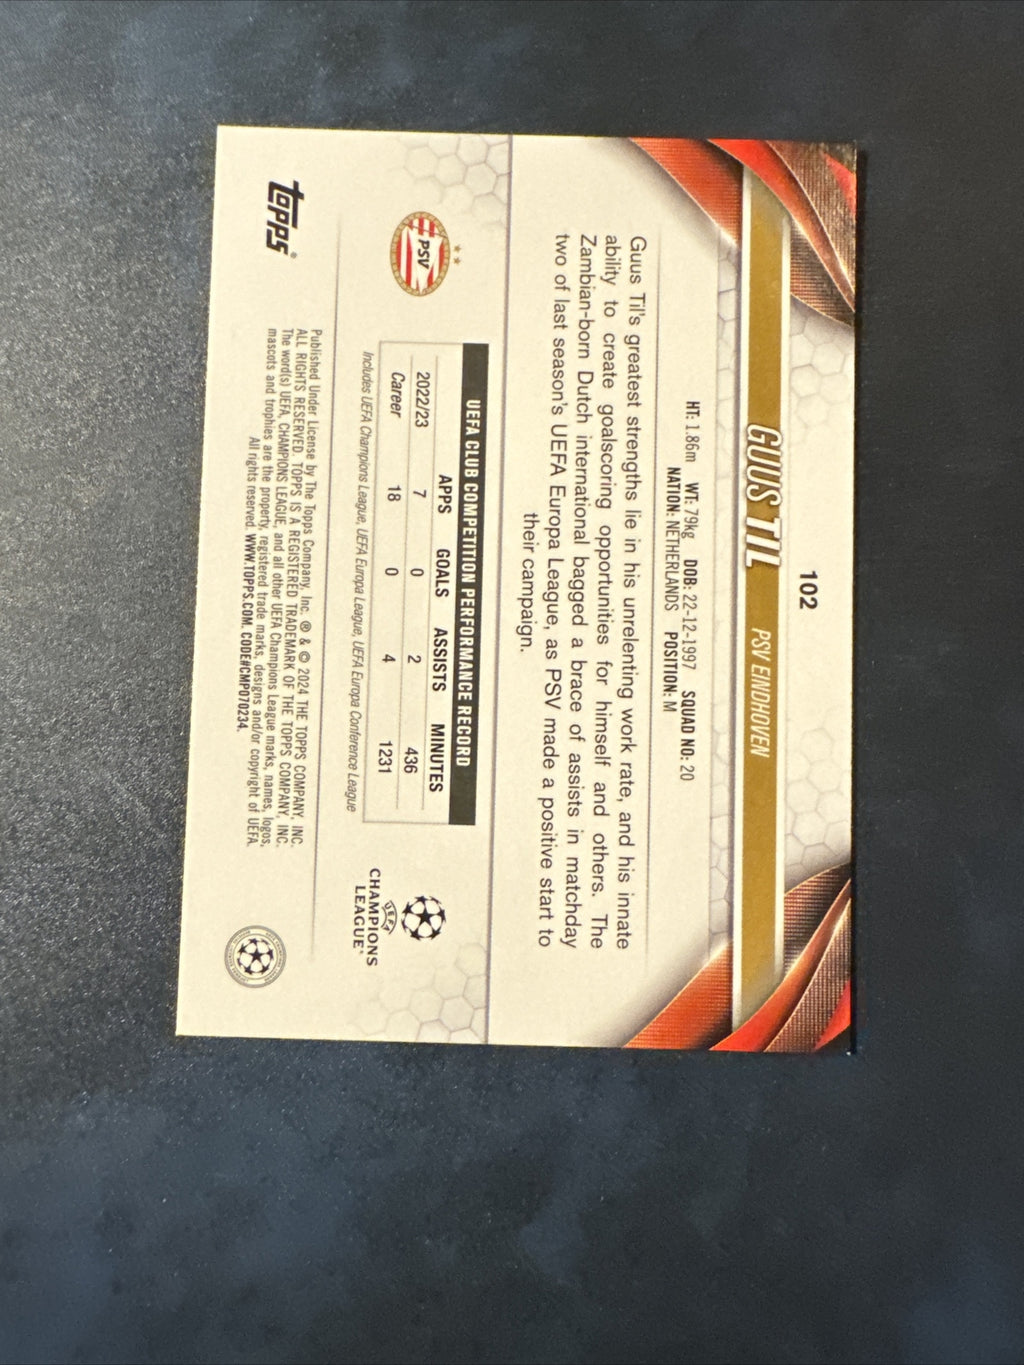 102
GUUS TIL PSV EINDHOVEN
HT: 1.86m WT: 79kg DOB: 22-12-1997 SQUAD NO: 20
NATION: NETHERLANDS POSITION: M
Guus Til's greatest strengths lie in his unrelenting work rate, and his innate
ability to create goalscoring opportunities for himself and others. The
Zambian-born Dutch international bagged a brace of assists in matchday
two of last season's UEFA Europa League, as PSV made a positive start to
their campaign.
PSV
UEFA CLUB COMPETITION PERFORMANCE RECORD
APPS GOALS ASSISTS MINUTES
2022/23 7 0 2 436
Career 18 0 4 1231
Includes UEFA Champions League, UEFA Europa League, UEFA Europa Conference League
UEFA
CHAMPIONS
LEAGUE®
topps®
Published Under License by The Topps Company, Inc. ® & © 2024 THE TOPPS COMPANY, INC.
ALL RIGHTS RESERVED. TOPPS IS A REGISTERED TRADEMARK OF THE TOPPS COMPANY, INC.
The word(s) UEFA, CHAMPIONS LEAGUE, and all other UEFA Champions League marks, names, logos,
mascots and trophies are the property, registered trade marks, designs and/or copyright of UEFA.
All rights reserved. WWW.TOPPS.COM. CODE#CMP070234.